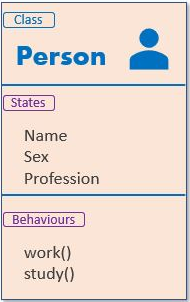 Class
Person
States
Name
Sex
Profession
Behaviours
work()
study()